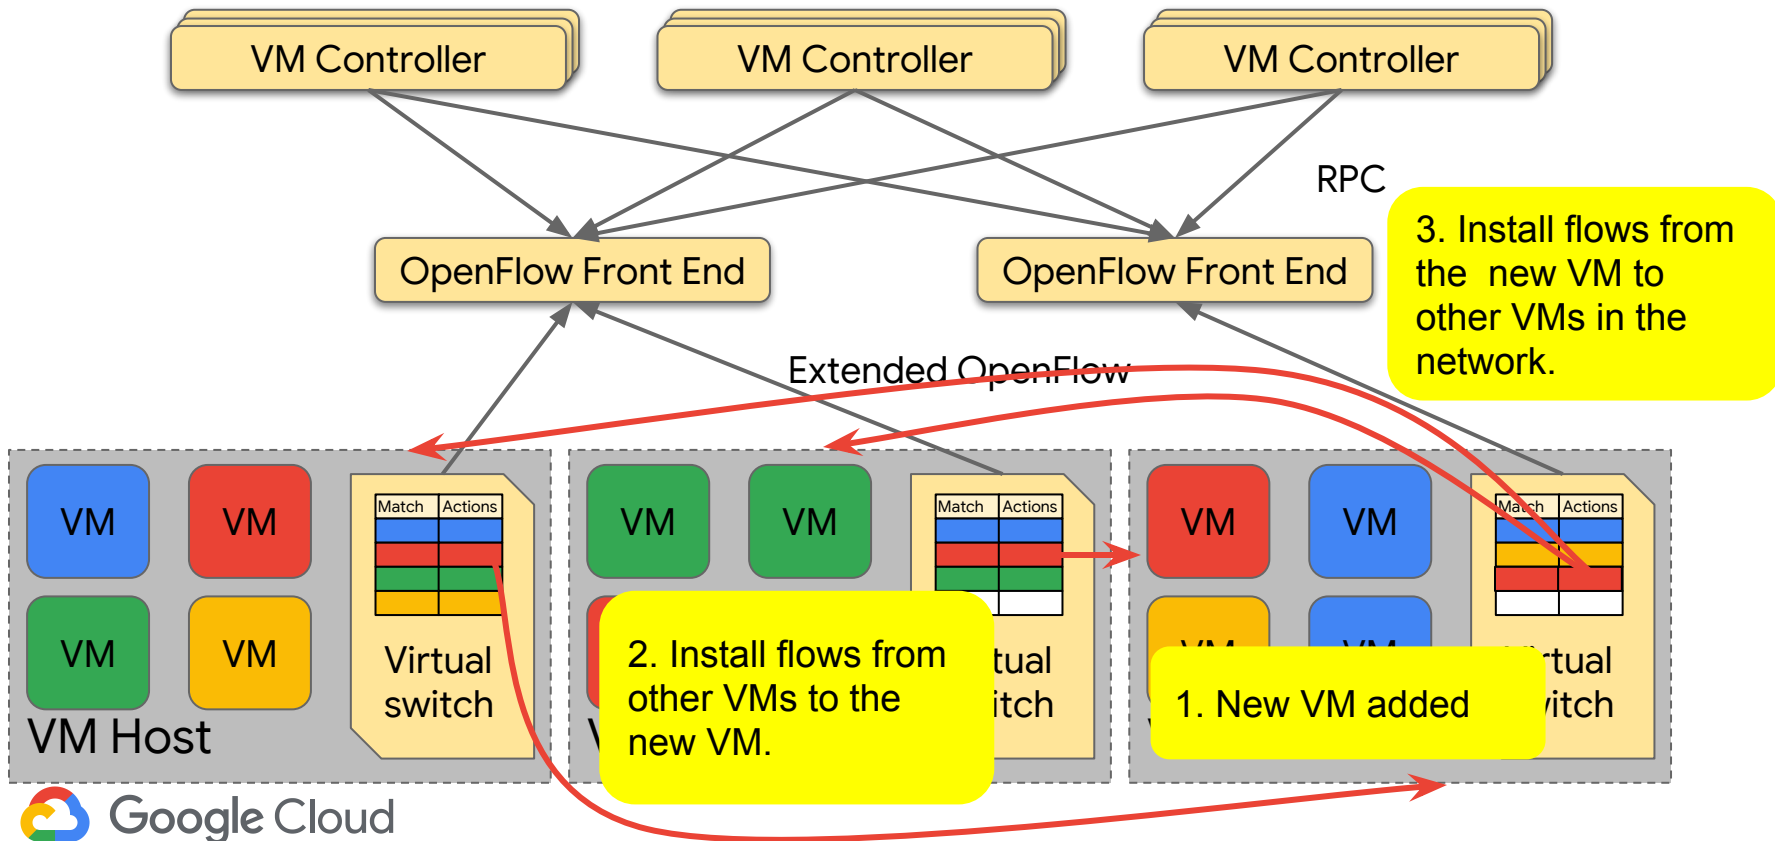 VM Controller
VM Controller
VM Controller
RPC
OpenFlow Front End
OpenFlow Front End
3. Install flows from
the new VM to
other VMs in the
network.
Extended OpenFlow
VM
VM
Match Actions
VM
VM
Virtual
switch
VM Host
VM
VM
Match Actions
2. Install flows from
other VMs to the
new VM.
tual
itch
VM
VM
Match Actions
VM
VM
1. New VM added
Virtual
witch
Google Cloud